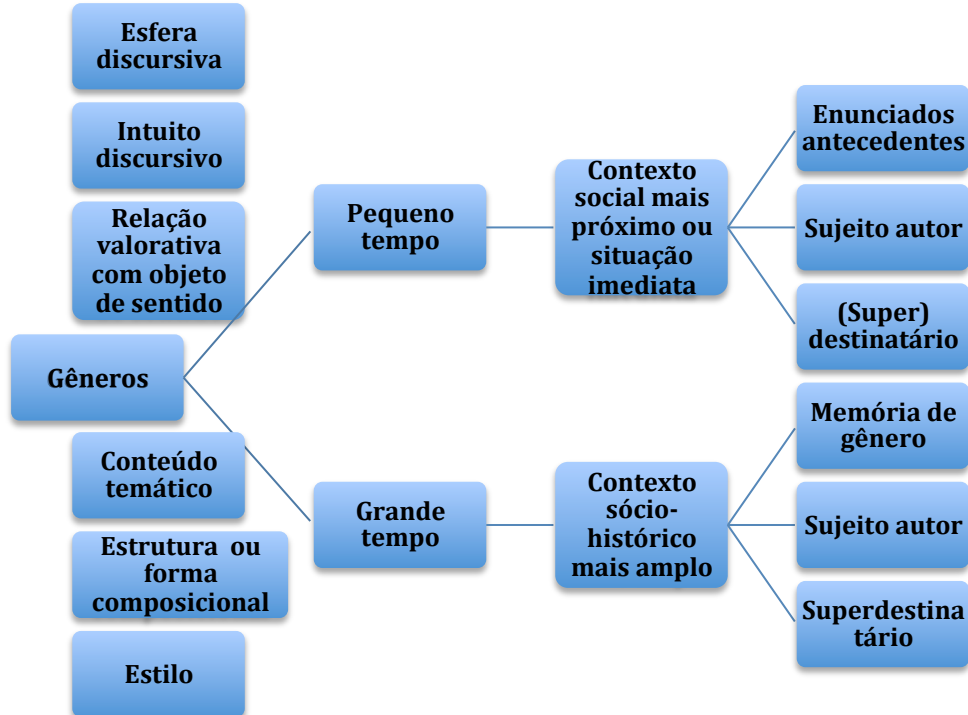 Esfera
discursiva
Intuito
discursivo
Relação
valorativa
com objeto
de sentido
Gêneros
Conteúdo
temático
Estrutura ou
forma
composicional
Estilo
Pequeno
tempo
Grande
tempo
Contexto
social mais
próximo ou
situação
imediata
Contexto
sócio-
histórico
mais amplo
Enunciados
antecedentes
Sujeito autor
(Super)
destinatário
Memória de
gênero
Sujeito autor
Superdestina
tário